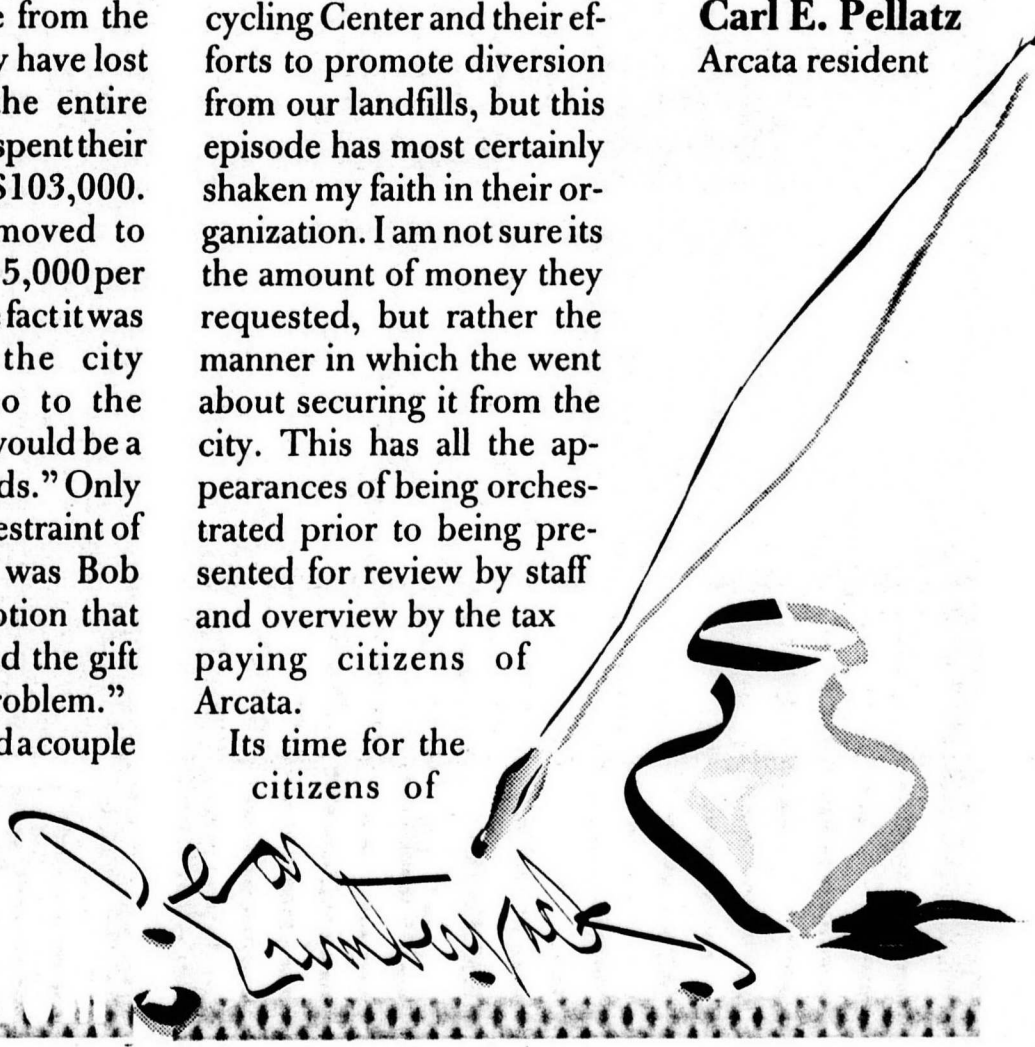 from the
have lost
the entire
spent their
$103,000.
moved to
5,000 per
fact it was
the city
to the
would be a
ds." Only
estraint of
was Bob
otion that
d the gift
roblem."
d a couple
cycling Center and their ef-
forts to promote diversion
from our landfills, but this
episode has most certainly
shaken my faith in their or-
ganization. I am not sure its
the amount of money they
requested, but rather the
manner in which the went
about securing it from the
city. This has all the ap-
pearances of being orches-
trated prior to being pre-
sented for review by staff
and overview by the tax
paying citizens of
Arcata.
Its time for the
citizens of
Carl E. Pellatz
Arcata resident
Dear
Lumberjack,